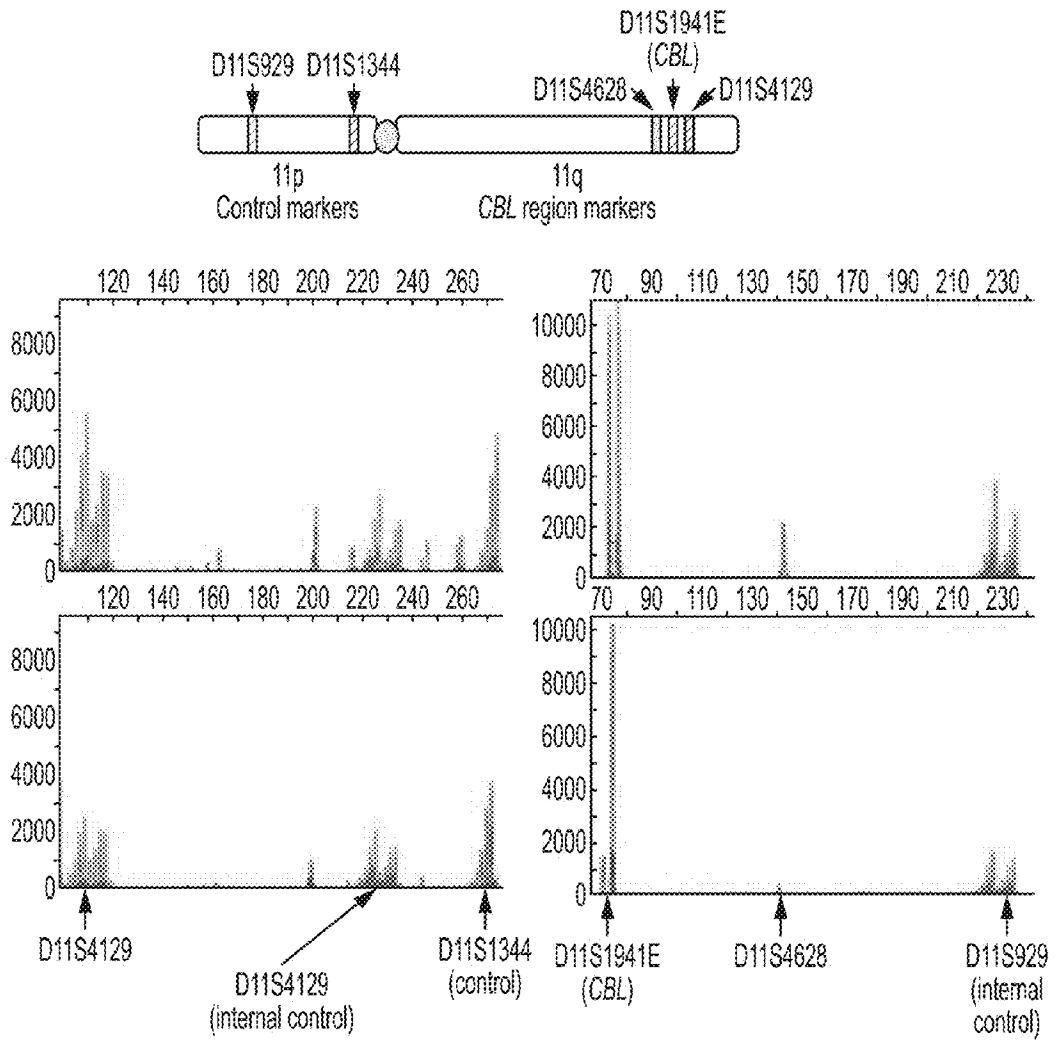 D11S1941E
(CBL)
D11S929 D11S1344
D11S4628 D11S4129
11p
Control markers
11q
CBL region markers
120 140 160 180 200 220 240 260
8000
6000
4000
2000
0
70 90 110 130 150 170 190 210 230
10000
8000
6000
4000
2000
0
120 140 160 180 200 220 240 260
8000
6000
4000
2000
0
70 90 110 130 150 170 190 210 230
10000
8000
6000
4000
2000
0
D11S4129
D11S4129
(internal control)
D11S1344
(control)
D11S1941E
(CBL)
D11S4628
D11S929
(internal
control)